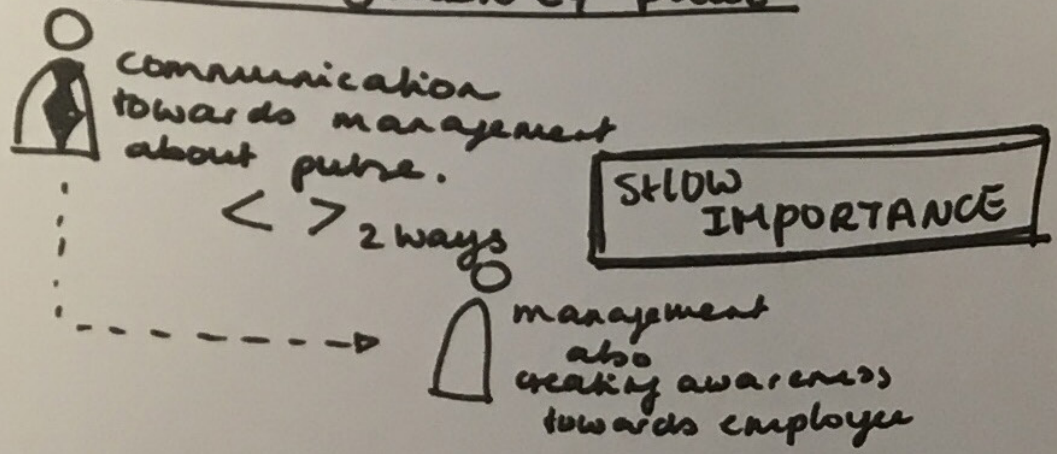 communication
towards management
about pulse.
< > 2 ways
SHOW
IMPORTANCE
management
also
creating awareness
towards employee